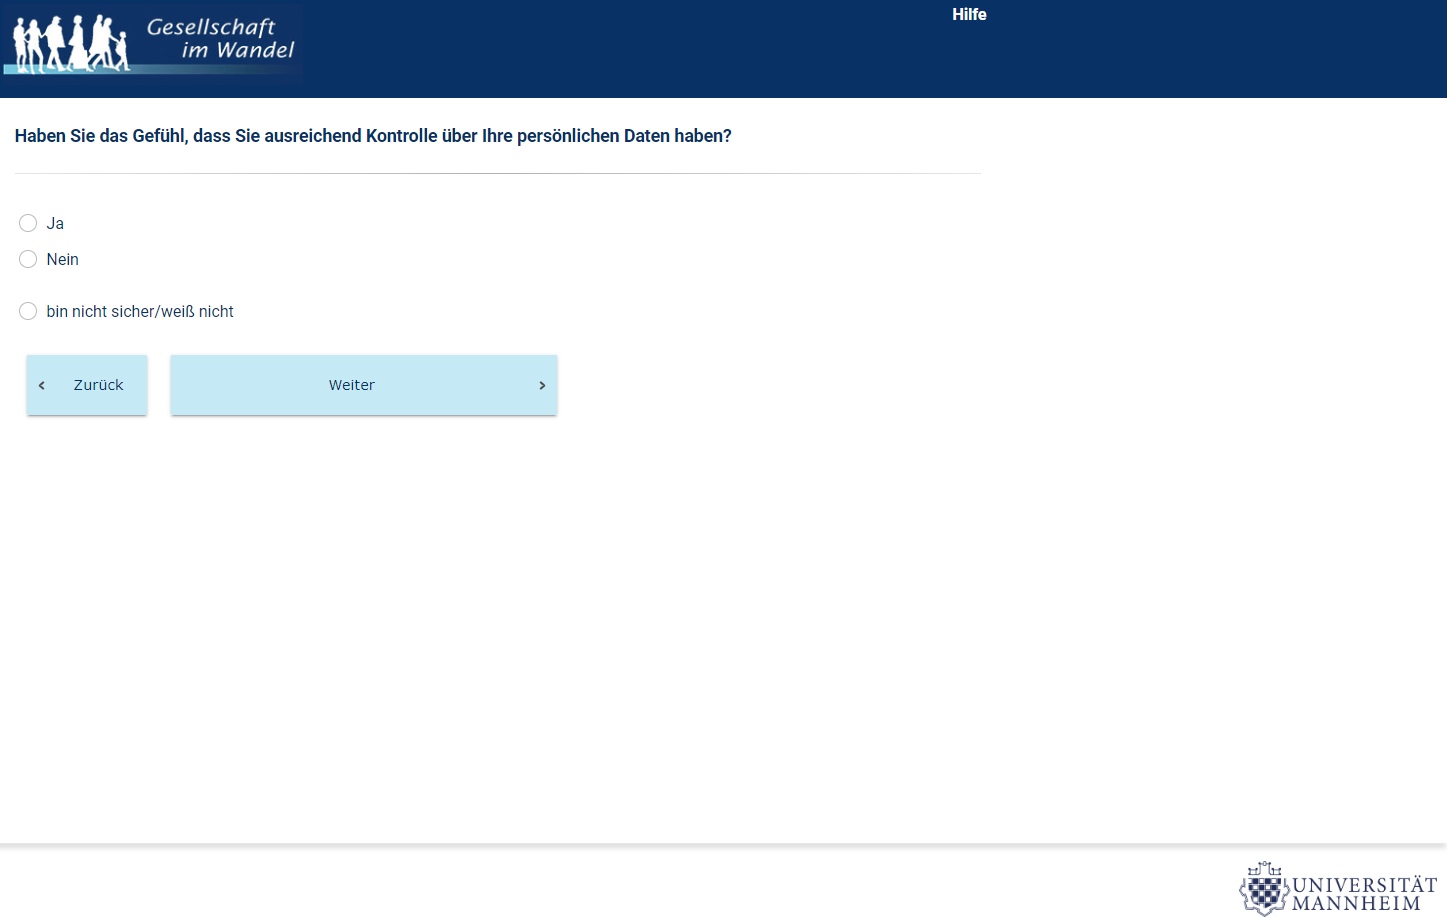 Gesellschaft
im Wandel
Hilfe
Haben Sie das Gefühl, dass Sie ausreichend Kontrolle über Ihre persönlichen Daten haben?
Ja
Nein
bin nicht sicher/weiß nicht
‹ Zurück
Weiter ›
UNIVERSITÄT
MANNHEIM